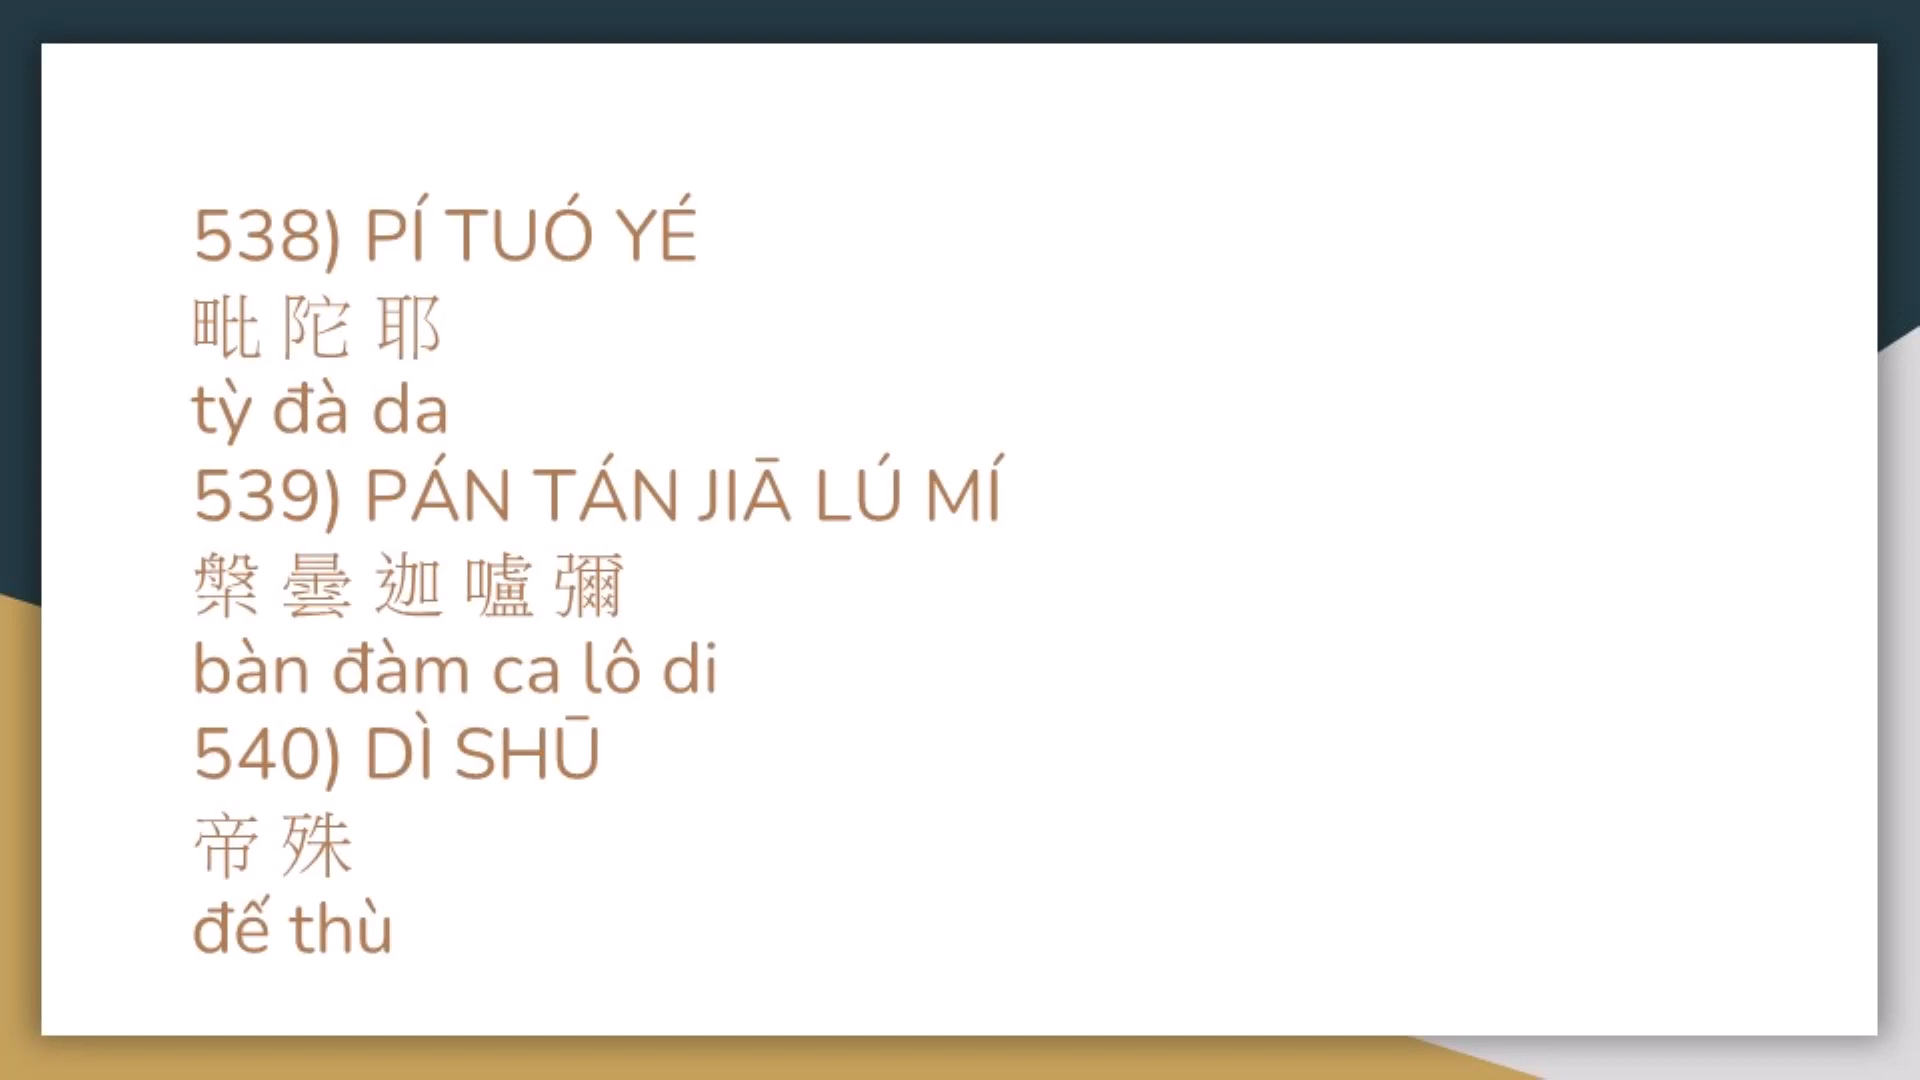 538) PÍ TUÓ YÉ
毗 陀 耶
tỳ đà da
539) PÁN TÁN JIĀ LÚ MÍ
槃 曇 迦 嚧 彌
bàn đàm ca lô di
540) DÌ SHŪ
帝 殊
đế thù